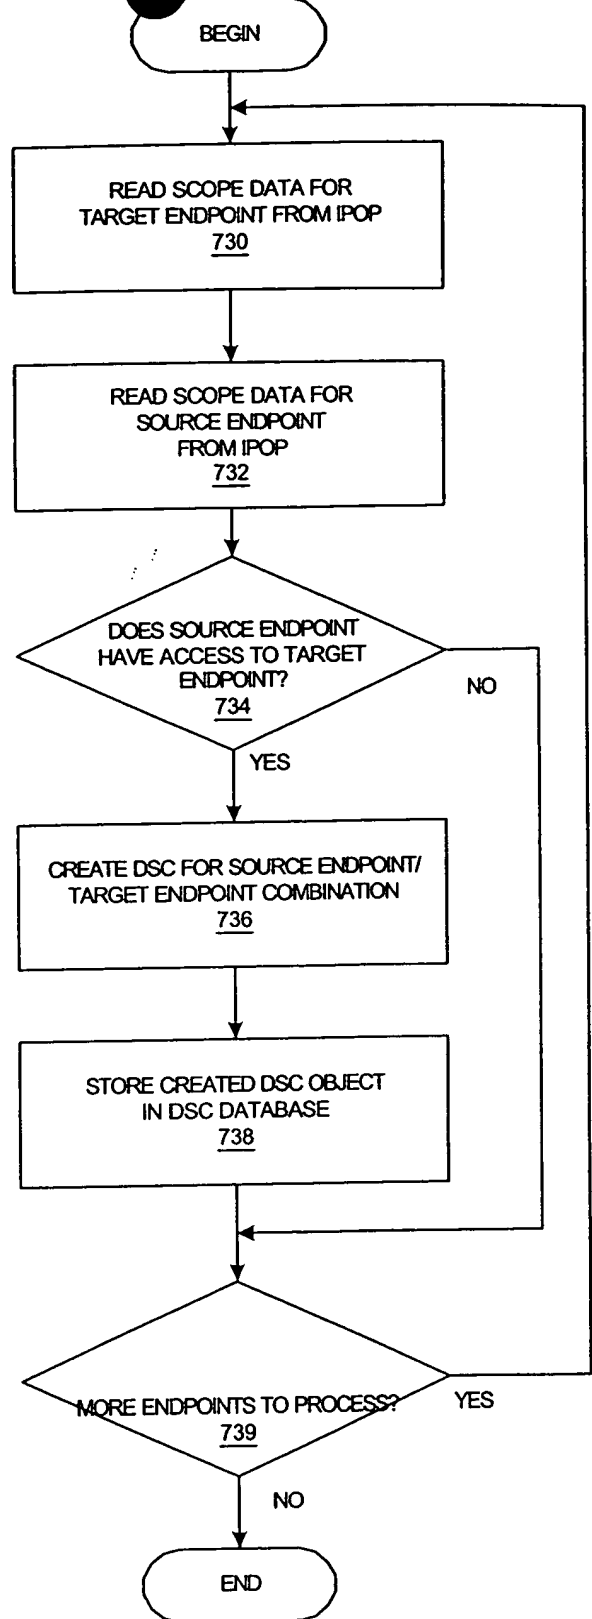 BEGIN
READ SCOPE DATA FOR
TARGET ENDPOINT FROM IPOP
730
READ SCOPE DATA FOR
SOURCE ENDPOINT
FROM IPOP
732
DOES SOURCE ENDPOINT
HAVE ACCESS TO TARGET
ENDPOINT?
734
NO
YES
CREATE DSC FOR SOURCE ENDPOINT/
TARGET ENDPOINT COMBINATION
736
STORE CREATED DSC OBJECT
IN DSC DATABASE
738
MORE ENDPOINTS TO PROCESS?
739
YES
NO
END